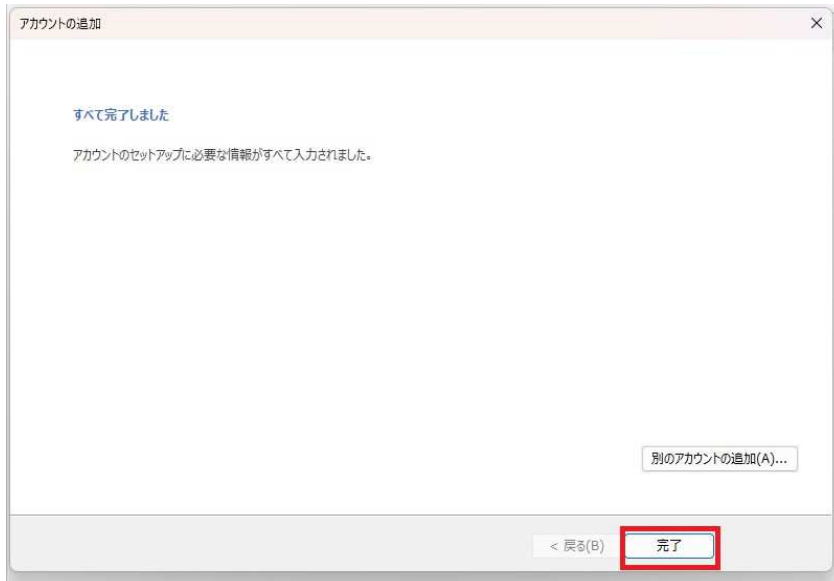 アカウントの追加
すべて完了しました
アカウントのセットアップに必要な情報がすべて入力されました。
別のアカウントの追加(A)...
< 戻る(B)
完了